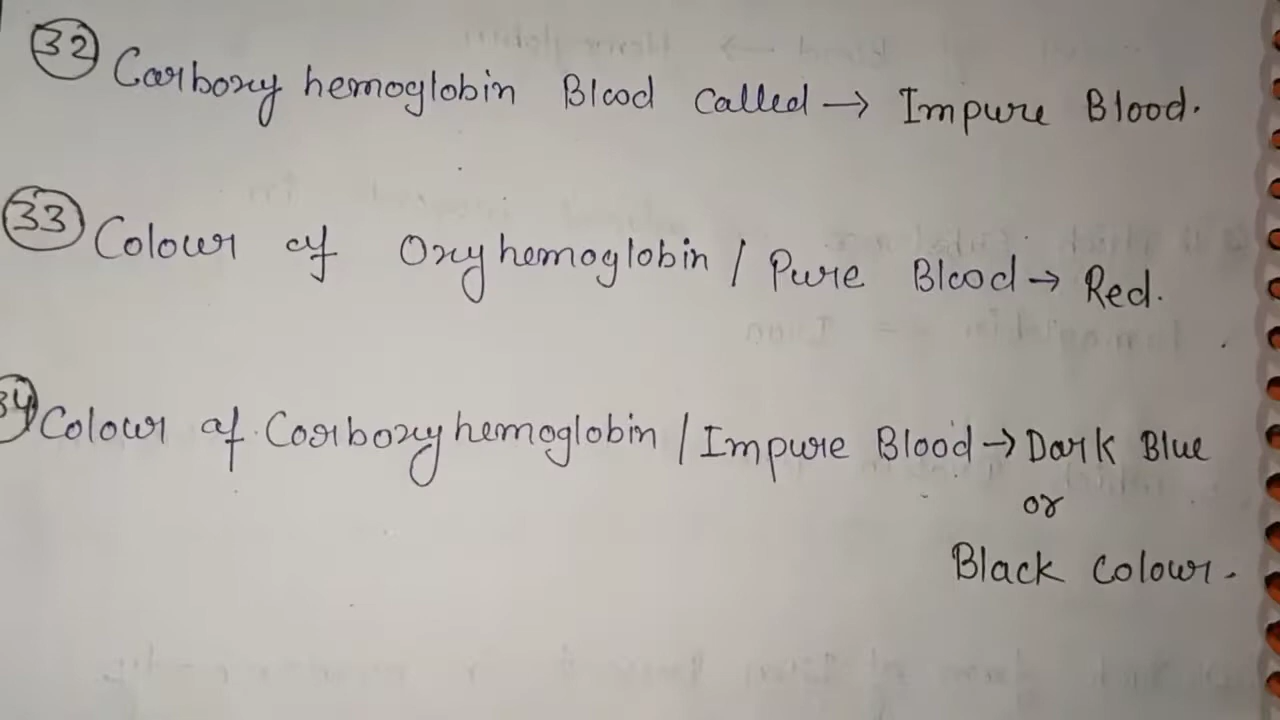 32 Carboxy hemoglobin Blood called → Impure Blood.
33 Colour of Oxyhemoglobin / Pure Blood → Red.
34 Colour of Carboxyhemoglobin / Impure Blood → Dark Blue
or
Black Colour.